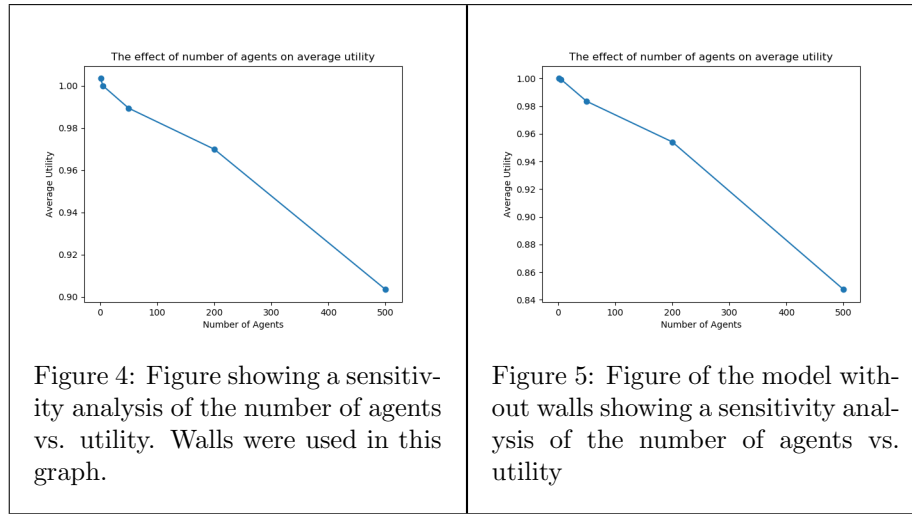 The effect of number of agents on average utility
1.00
0.98
0.96
0.94
0.92
0.90
Average Utility
0
100
200
300
400
500
Number of Agents
Figure 4: Figure showing a sensitiv-
ity analysis of the number of agents
vs. utility. Walls were used in this
graph.
The effect of number of agents on average utility
1.00
0.98
0.96
0.94
0.92
0.90
0.88
0.86
0.84
Average Utility
0
100
200
300
400
500
Number of Agents
Figure 5: Figure of the model with-
out walls showing a sensitivity anal-
ysis of the number of agents vs.
utility